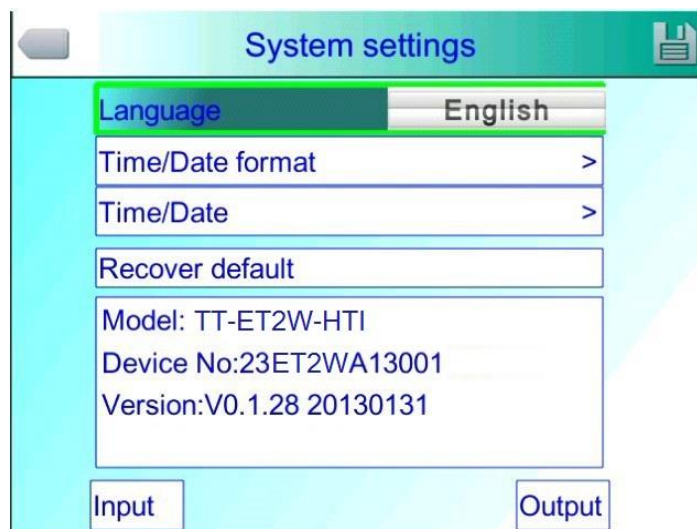 System settings
Language English
Time/Date format >
Time/Date >
Recover default
Model: TT-ET2W-HTI
Device No:23ET2WA13001
Version:V0.1.28 20130131
Input Output